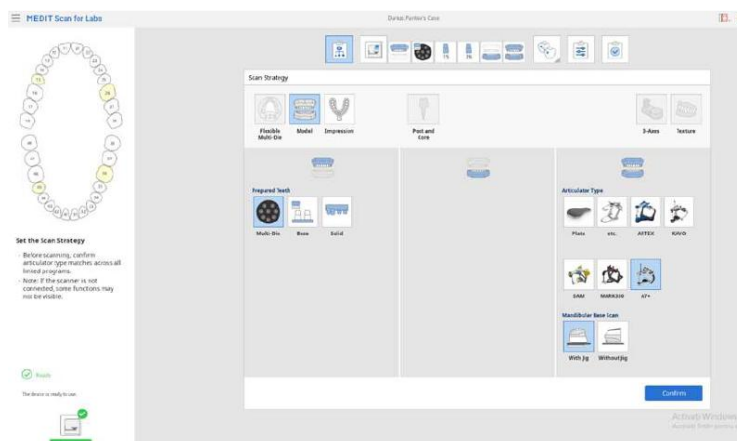 MEDIT Scan for Labs
Scan Strategy
Flexible
Multi-Die
Model
Impression
Post and
Core
3-Axes
Texture
Prepared Teeth
Multi-Die
Base
Solid
Articulator Type
Plate
etc.
ARTEX
KAVO
SAM
MARK330
A7+
Mandibular Base Scan
With Jig
Without Jig
Confirm
Set the Scan Strategy
- Before scanning, confirm
articulator type matches across all
linked programs.
- Note: If the scanner is not
connected, some functions may
not be visible.
Ready
The device is ready to use.
Activate Windows